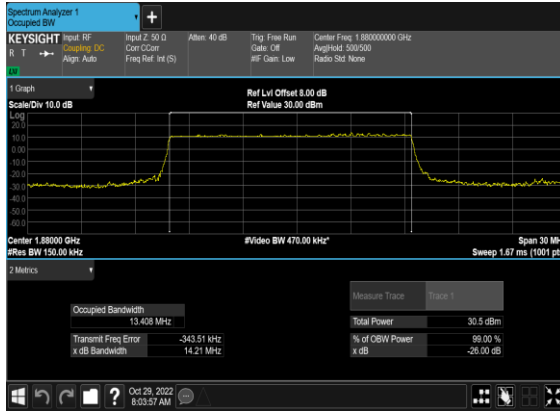 Spectrum Analyzer 1
Occupied BW
+
KEYSIGHT Input: RF Input Z: 50 Ω Atten: 40 dB Trig: Free Run Center Freq: 1.880000000 GHz
R T Coupling: DC Corr CCorr Gate: Off Avg|Hold: 500/500
Align: Auto Freq Ref: Int (S) #IF Gain: Low Radio Std: None
LU
1 Graph Ref Lvl Offset 8.00 dB
Scale/Div 10.0 dB Ref Value 30.00 dBm
Log
20.0
10.0
0.00
-10.0
-20.0
-30.0
-40.0
-50.0
-60.0
Center 1.88000 GHz #Video BW 470.00 kHz* Span 30 MH
#Res BW 150.00 kHz Sweep 1.67 ms (1001 pt
2 Metrics
Measure Trace Trace 1
Occupied Bandwidth
13.408 MHz Total Power 30.5 dBm
Transmit Freq Error -343.51 kHz % of OBW Power 99.00 %
x dB Bandwidth 14.21 MHz x dB -26.00 dB
? Oct 29, 2022
8:03:57 AM